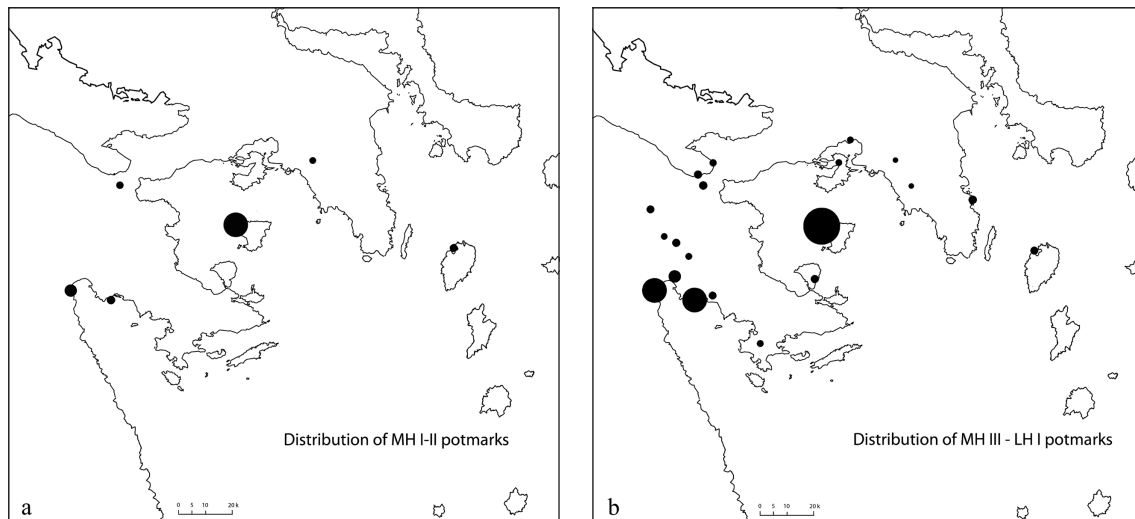 Distribution of MH I-II potmarks
a
0 5 10 20k
Distribution of MH III - LH I potmarks
b
0 5 10 20k